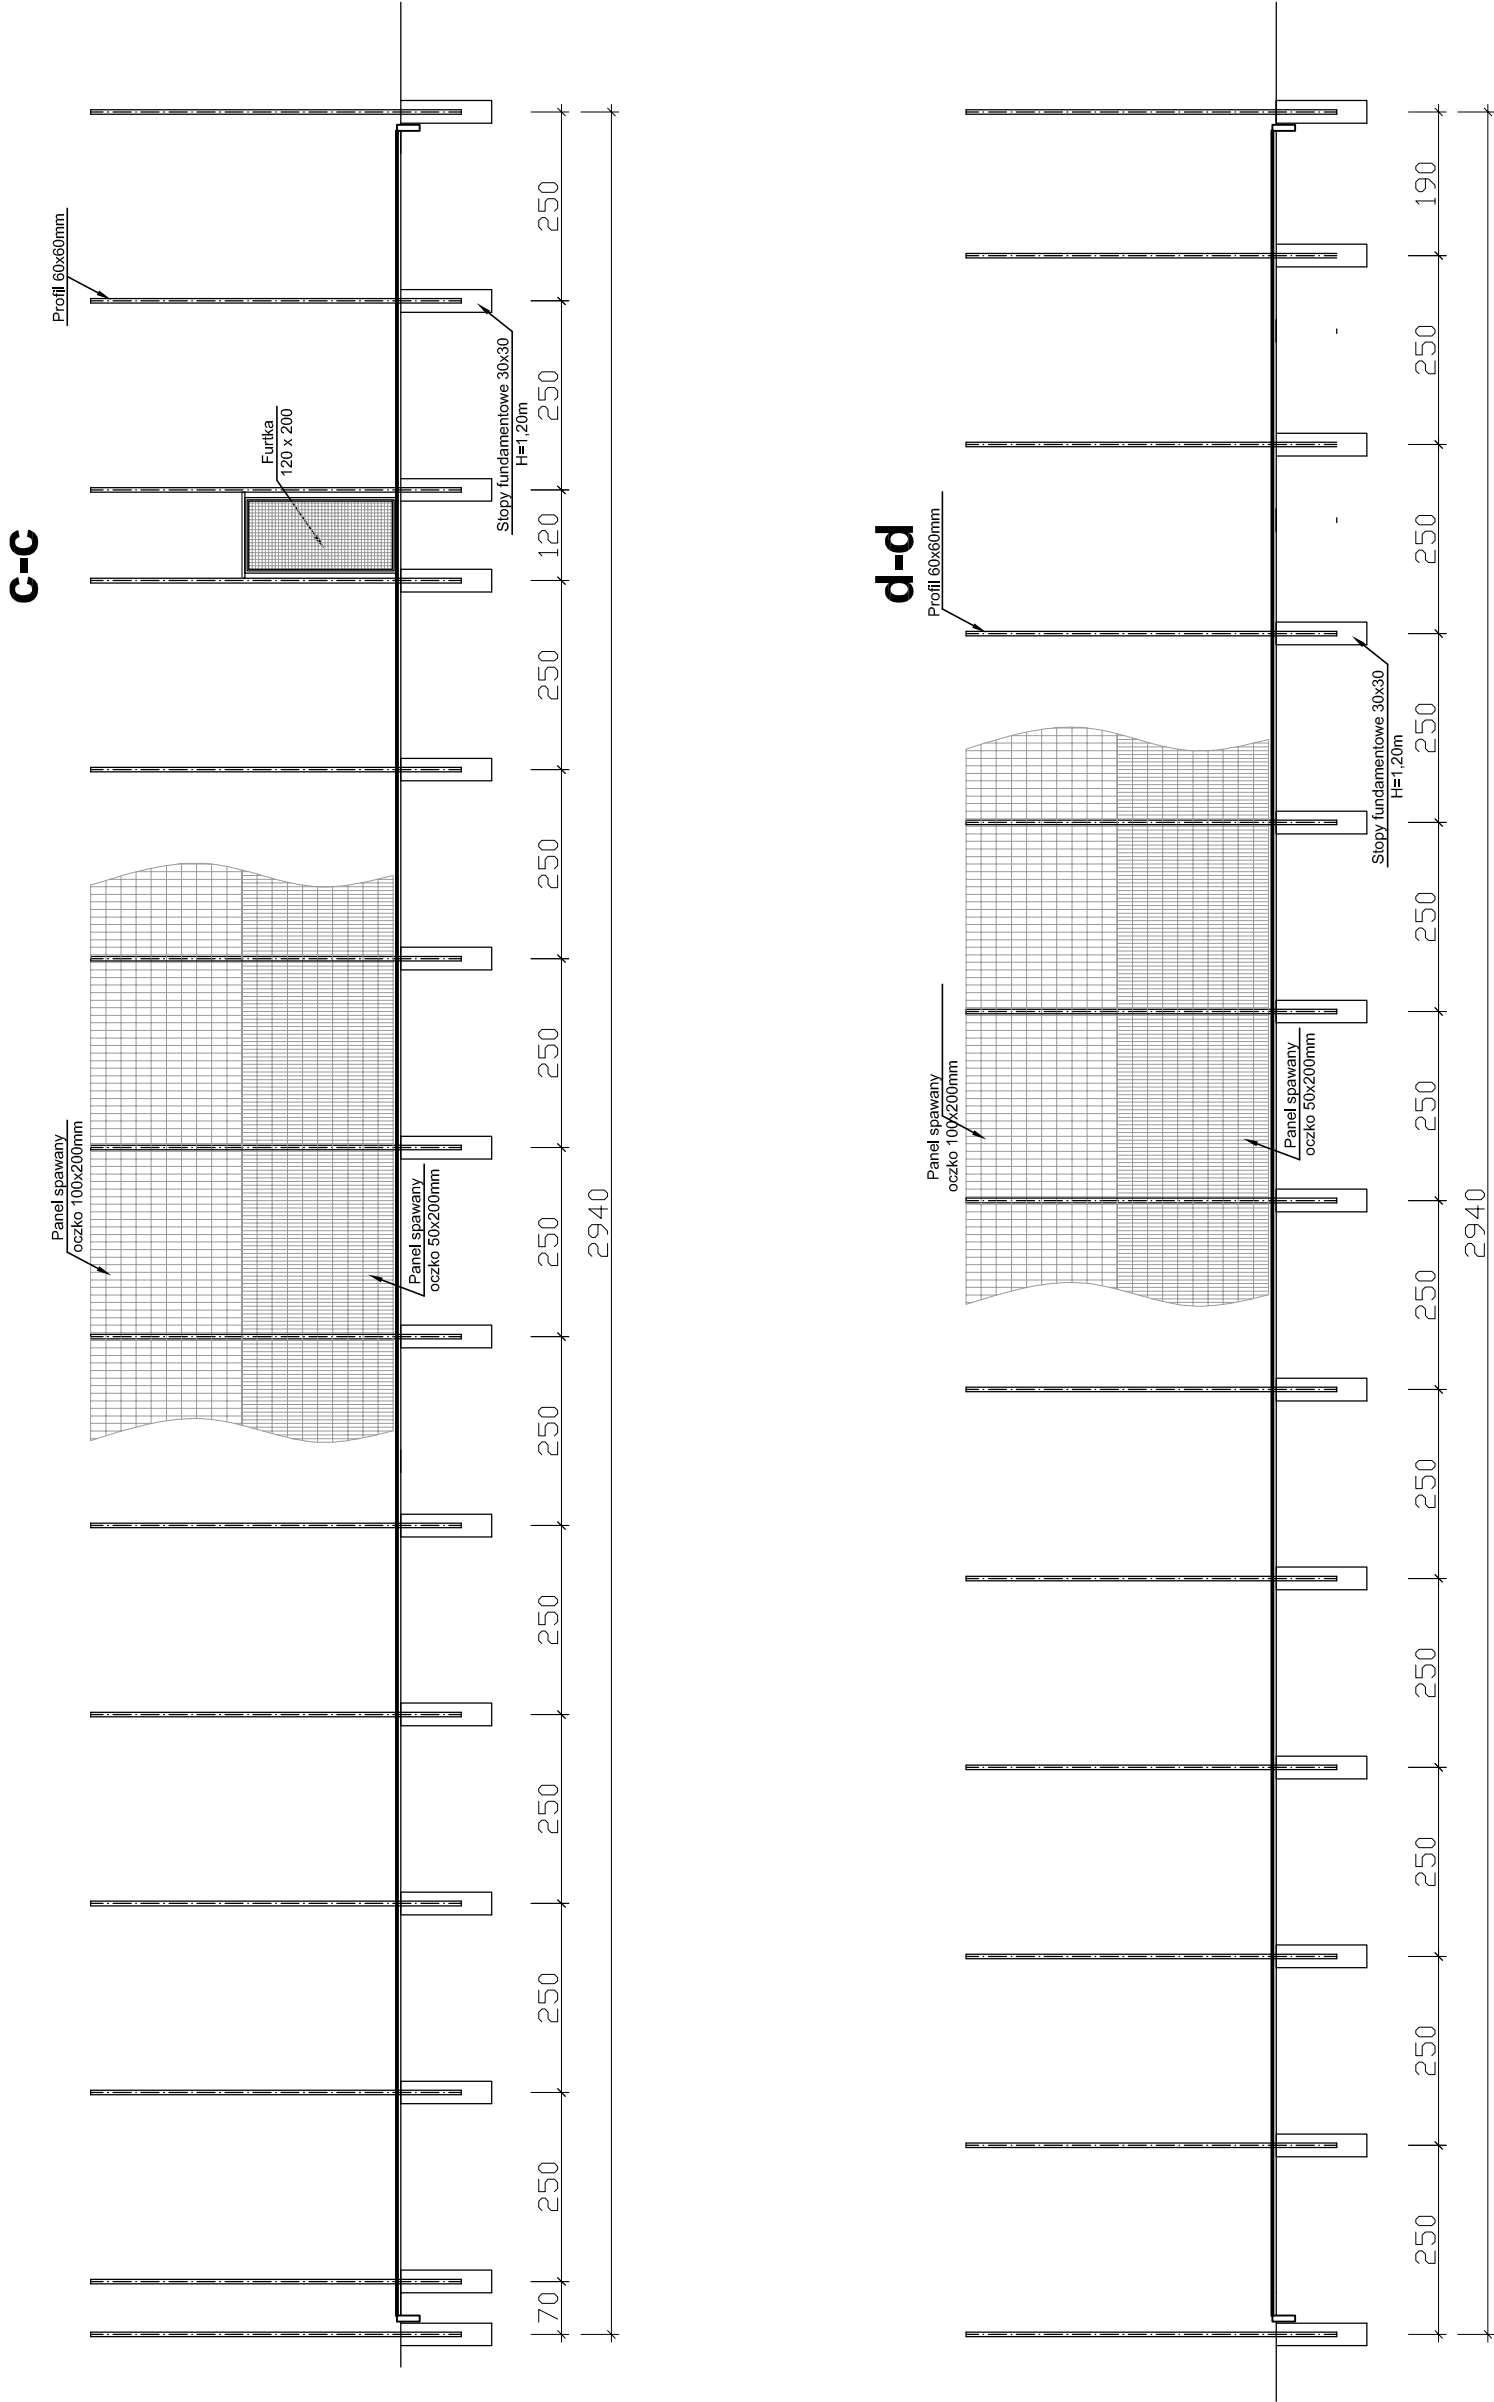 c-c
Panel spawany
oczko 100x200mm
Profil 60x60mm
Furtka
120 x 200
Panel spawany
oczko 50x200mm
Stopy fundamentowe 30x30
H=1,20m
70 250 250 250 250 250 250 250 250 250 120 250 250
2940
d-d
Panel spawany
oczko 100x200mm
Profil 60x60mm
Panel spawany
oczko 50x200mm
Stopy fundamentowe 30x30
H=1,20m
250 250 250 250 250 250 250 250 250 250 250 190
2940